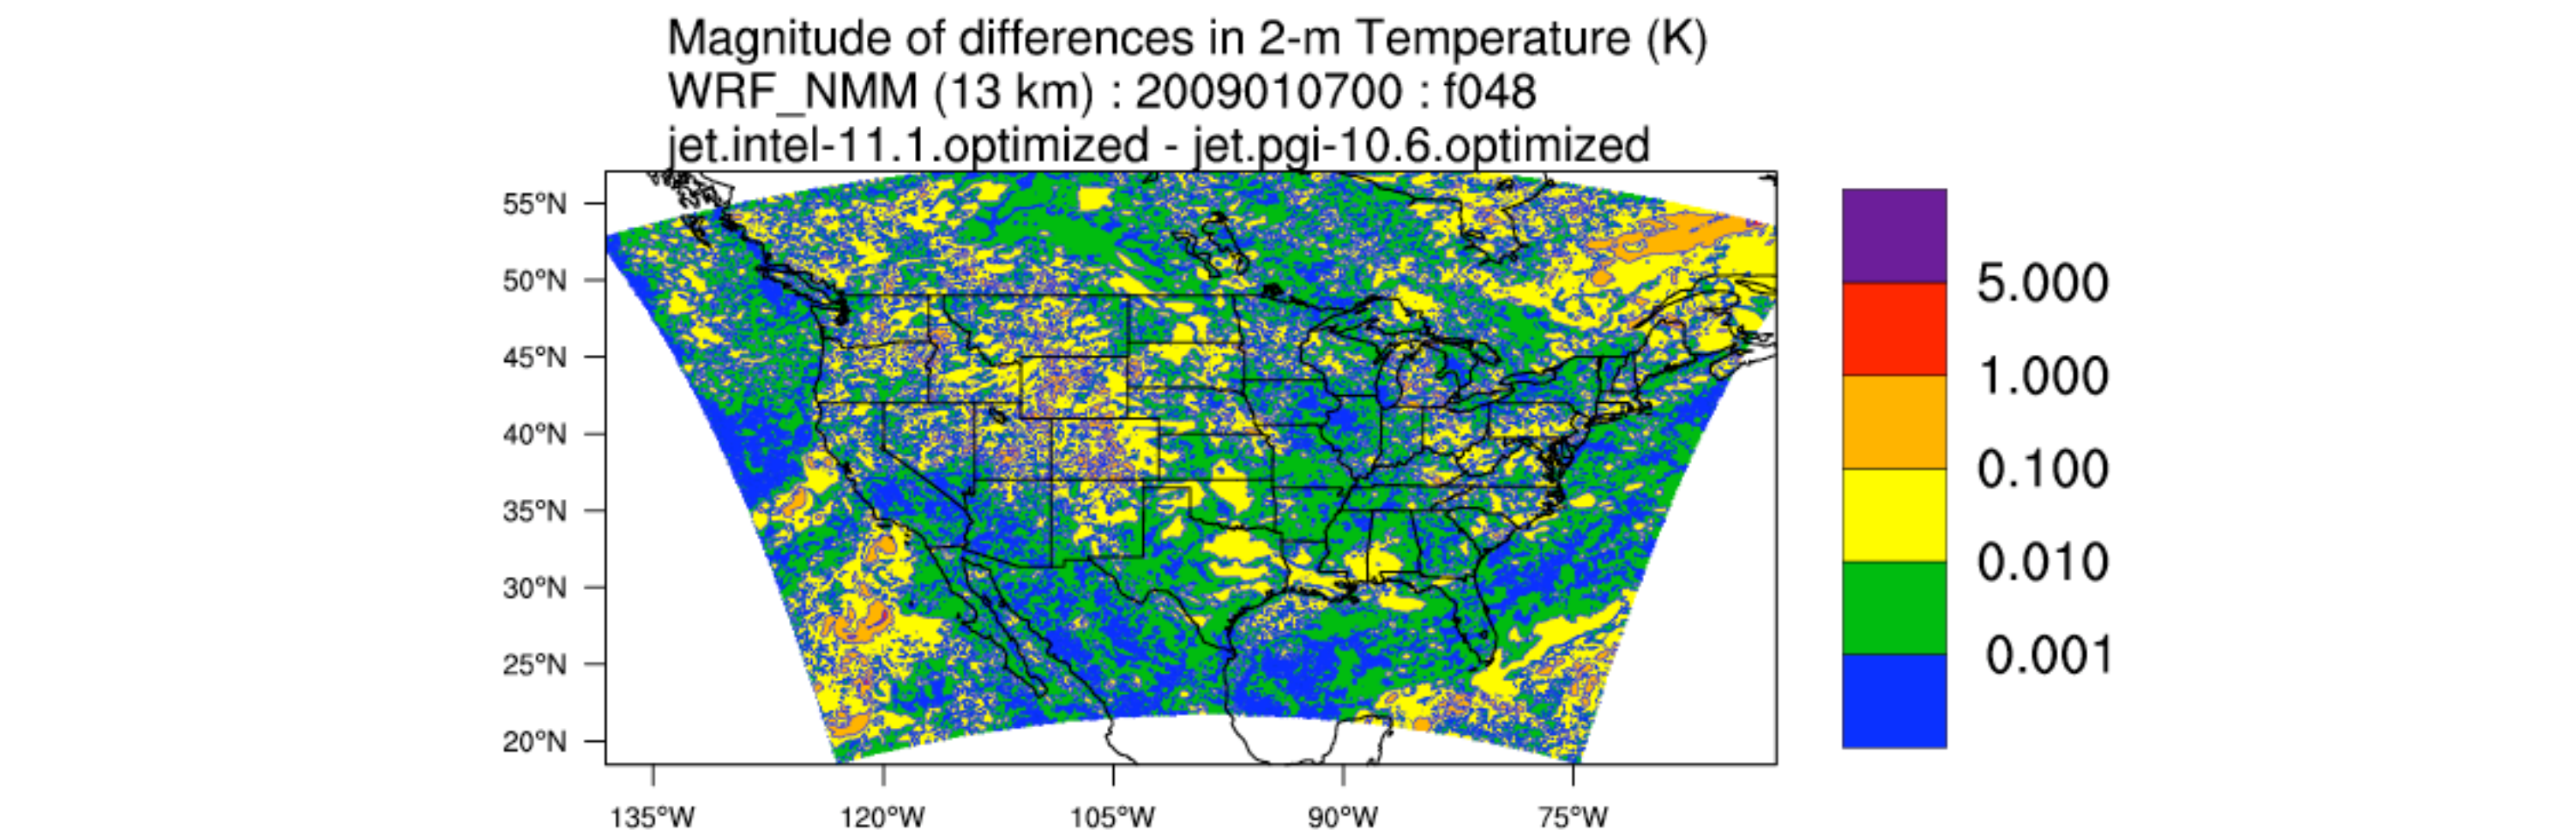 Magnitude of differences in 2-m Temperature (K)
WRF_NMM (13 km) : 2009010700 : f048
jet.intel-11.1.optimized - jet.pgi-10.6.optimized
55°N
50°N
45°N
40°N
35°N
30°N
25°N
20°N
135°W 120°W 105°W 90°W 75°W
5.000
1.000
0.100
0.010
0.001